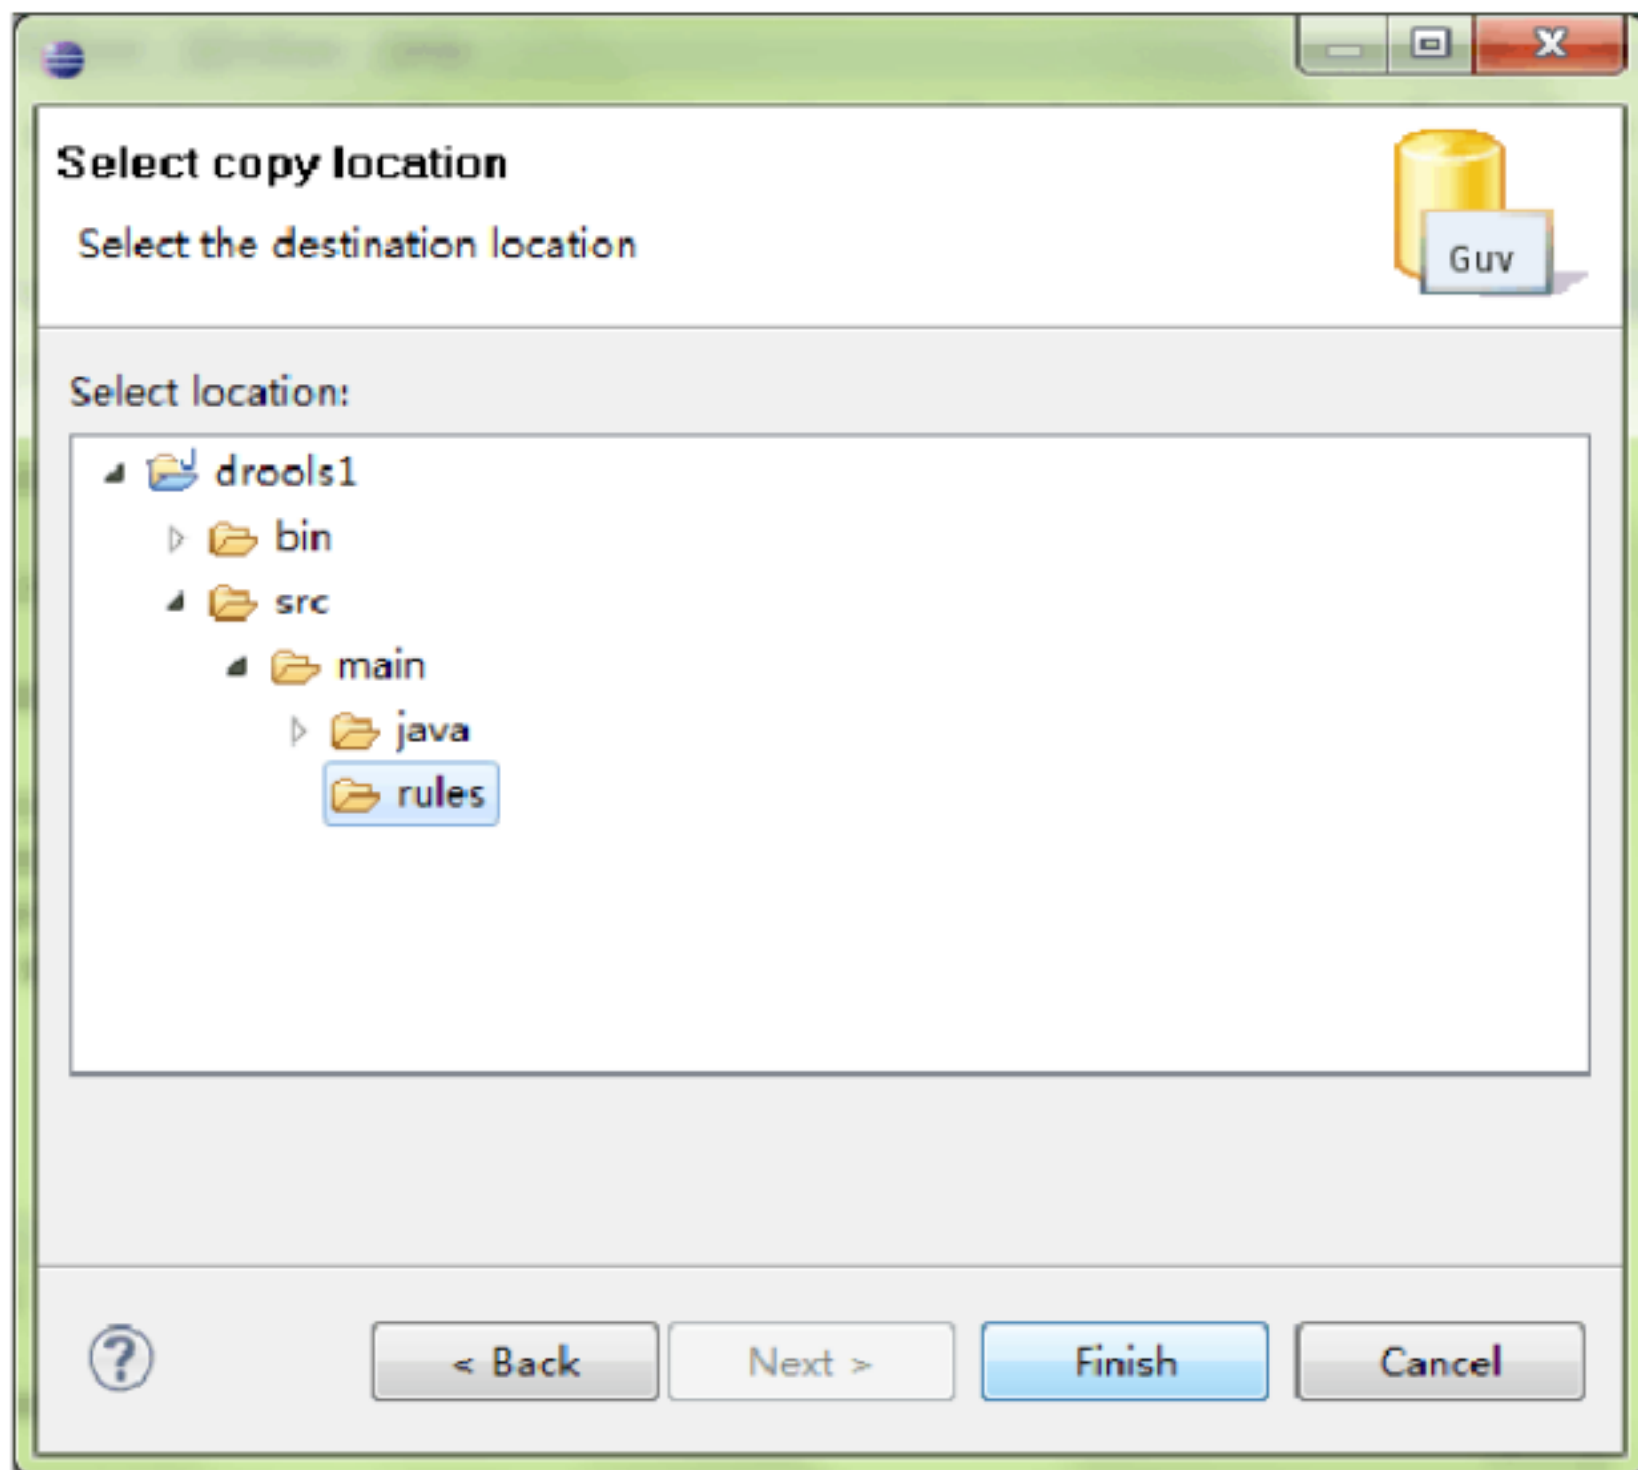 Select copy location
Select the destination location
Guv
Select location:
drools1
bin
src
main
java
rules
< Back
Next >
Finish
Cancel